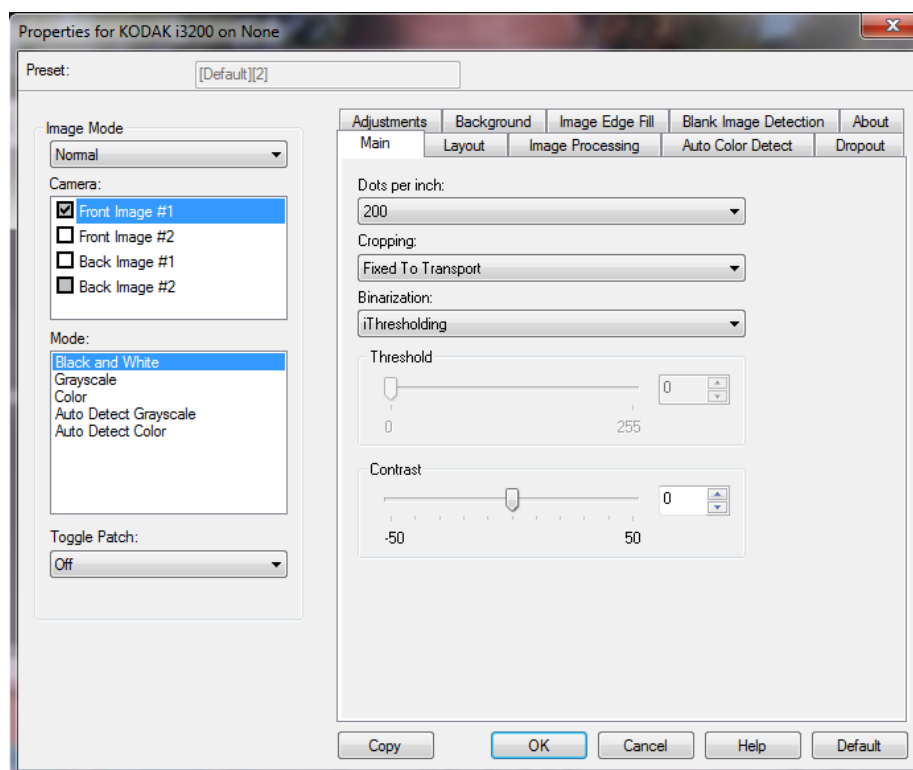 Properties for KODAK i3200 on None
Preset:
[Default][2]
Image Mode
Normal
Camera:
Front Image #1
Front Image #2
Back Image #1
Back Image #2
Mode:
Black and White
Grayscale
Color
Auto Detect Grayscale
Auto Detect Color
Toggle Patch:
Off
Adjustments Background Image Edge Fill Blank Image Detection About
Main Layout Image Processing Auto Color Detect Dropout
Dots per inch:
200
Cropping:
Fixed To Transport
Binarization:
iThresholding
Threshold
0
0 255
Contrast
0
-50 50
Copy OK Cancel Help Default